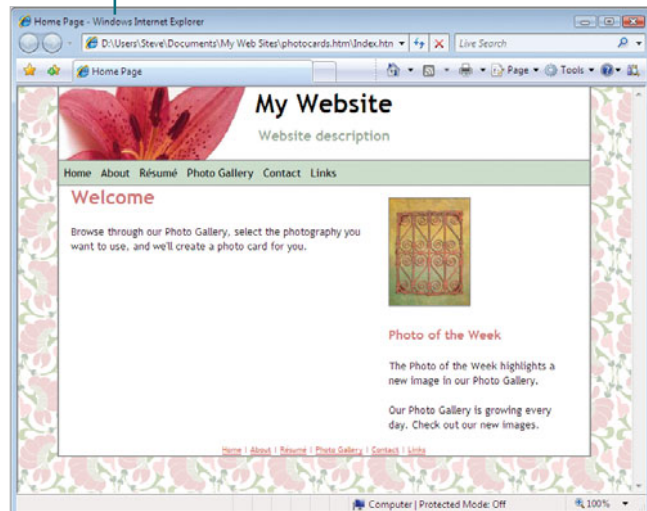 Home Page - Windows Internet Explorer
D:\Users\Steve\Documents\My Web Sites\photocards.htm\Index.htn
Live Search
Home Page
Page
Tools
My Website
Website description
Home About Résumé Photo Gallery Contact Links
Welcome
Browse through our Photo Gallery, select the photography you
want to use, and we'll create a photo card for you.
Photo of the Week
The Photo of the Week highlights a
new image in our Photo Gallery.
Our Photo Gallery is growing every
day. Check out our new images.
Home | About | Résumé | Photo Gallery | Contact | Links
Computer | Protected Mode: Off
100%